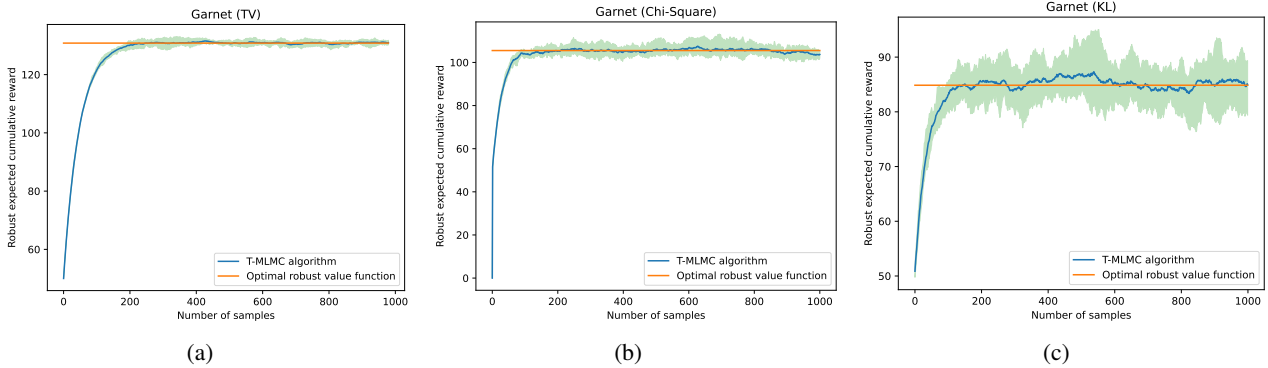 Garnet (TV)
Robust expected cumulative reward
120
100
80
60
0
200
400
600
800
1000
Number of samples
T-MLMC algorithm
Optimal robust value function
(a)
Garnet (Chi-Square)
Robust expected cumulative reward
100
80
60
40
20
0
0
200
400
600
800
1000
Number of samples
T-MLMC algorithm
Optimal robust value function
(b)
Garnet (KL)
Robust expected cumulative reward
90
80
70
60
50
0
200
400
600
800
1000
Number of samples
T-MLMC algorithm
Optimal robust value function
(c)